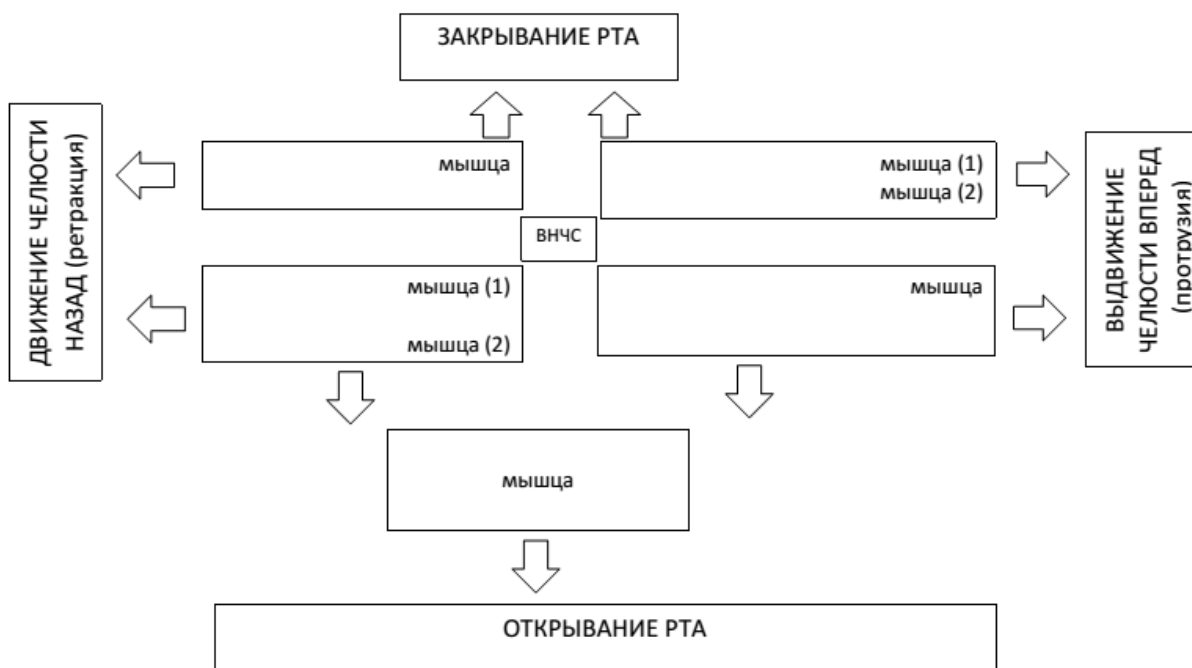 ЗАКРЫВАНИЕ РТА
ДВИЖЕНИЕ ЧЕЛЮСТИ
НАЗАД (ретракция)
мышца
мышца (1)
мышца (2)
ВЫДВИЖЕНИЕ
ЧЕЛЮСТИ ВПЕРЕД
(протрузия)
ВНЧС
мышца (1)
мышца (2)
мышца
мышца
ОТКРЫВАНИЕ РТА